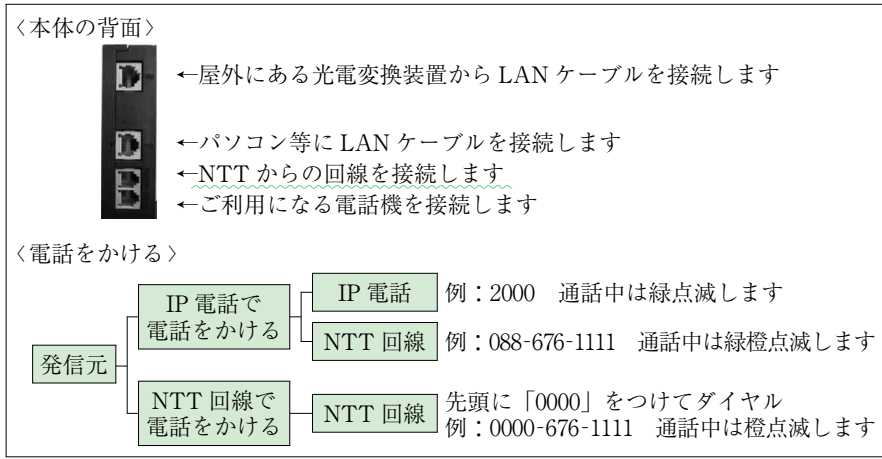 〈本体の背面〉
←屋外にある光電変換装置から LAN ケーブルを接続します
←パソコン等に LAN ケーブルを接続します
←NTT からの回線を接続します
←ご利用になる電話機を接続します
〈電話をかける〉
発信元
IP 電話で
電話をかける
IP 電話
例：2000　通話中は緑点滅します
NTT 回線
例：088-676-1111　通話中は緑橙点滅します
NTT 回線で
電話をかける
NTT 回線
先頭に「0000」をつけてダイヤル
例：0000-676-1111　通話中は橙点滅します